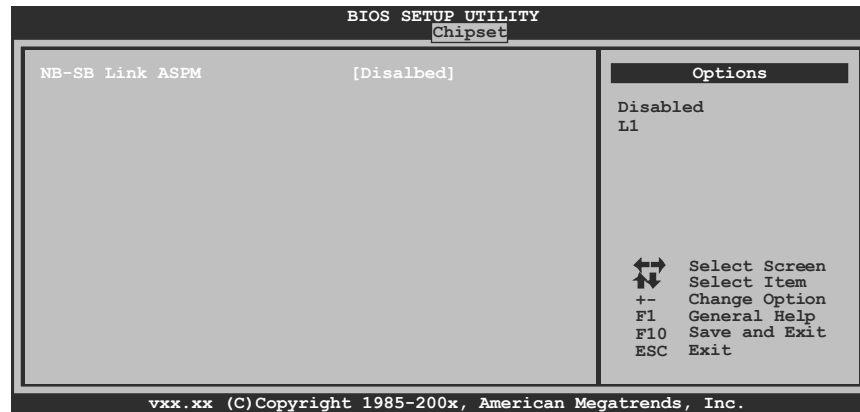 BIOS SETUP UTILITY
Chipset
NB-SB Link ASPM [Disalbed]
Options
Disabled
L1
Select Screen
Select Item
+- Change Option
F1 General Help
F10 Save and Exit
ESC Exit
vxx.xx (C)Copyright 1985-200x, American Megatrends, Inc.